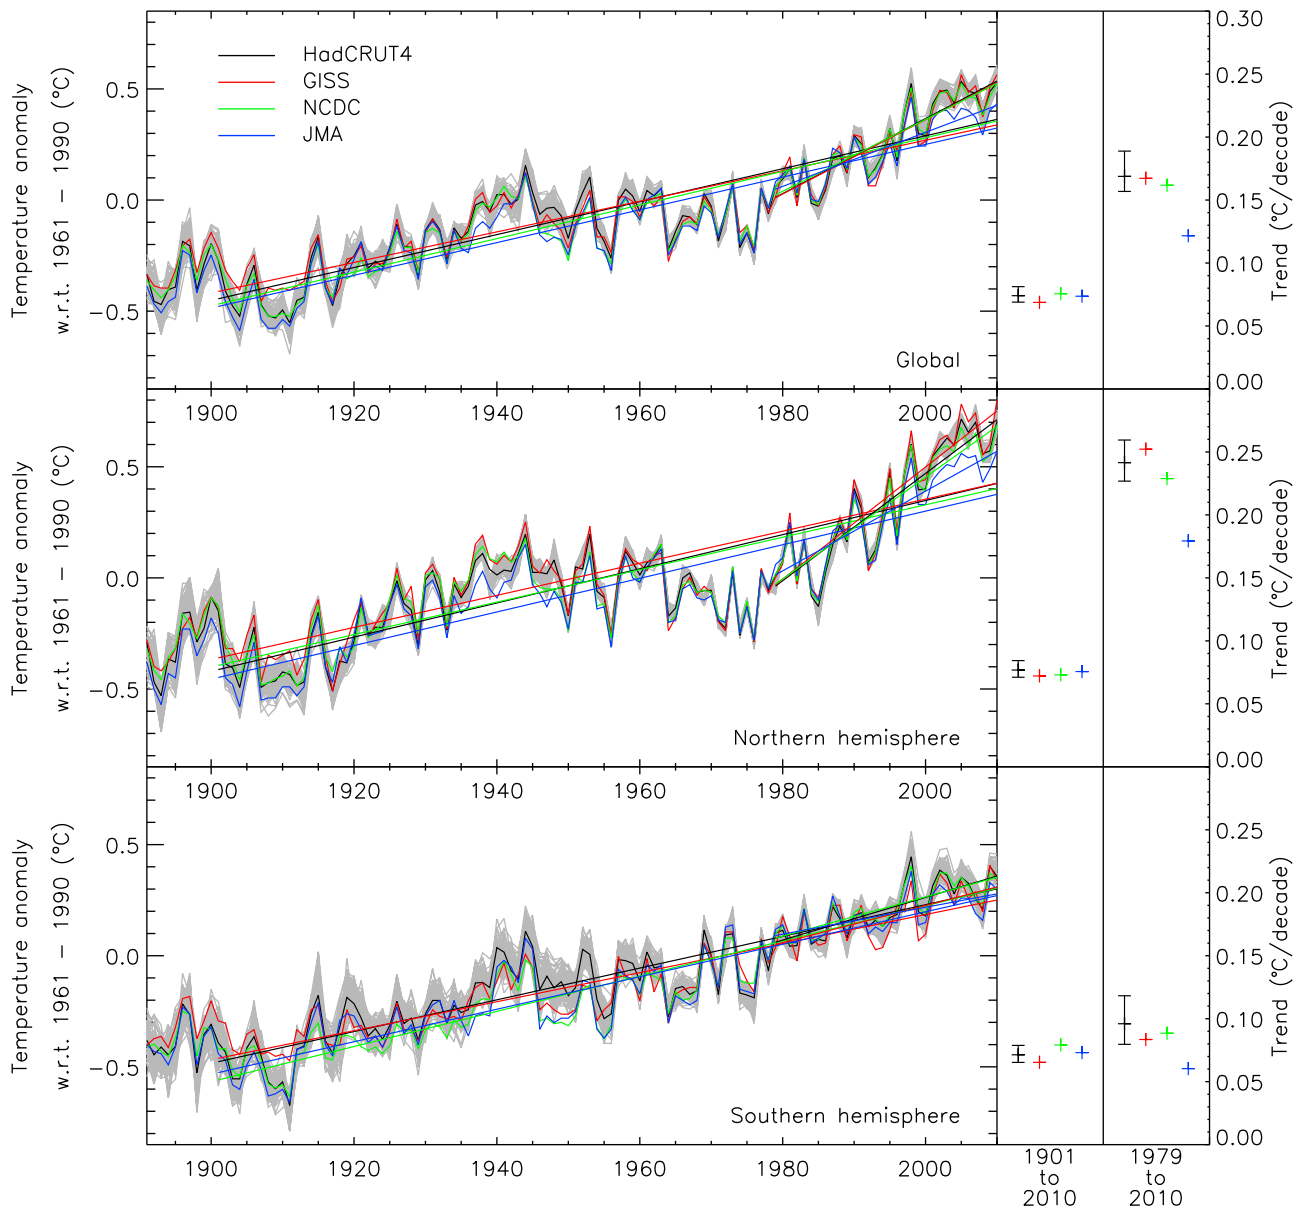 HadCRUT4
GISS
NCDC
JMA
Temperature anomaly
w.r.t. 1961 – 1990 (°C)
0.5
0.0
−0.5
Global
1900 1920 1940 1960 1980 2000
0.30
0.25
0.20
0.15
0.10
0.05
0.00
Trend (°C/decade)
Temperature anomaly
w.r.t. 1961 – 1990 (°C)
0.5
0.0
−0.5
Northern hemisphere
1900 1920 1940 1960 1980 2000
0.25
0.20
0.15
0.10
0.05
0.00
Trend (°C/decade)
Temperature anomaly
w.r.t. 1961 – 1990 (°C)
0.5
0.0
−0.5
Southern hemisphere
1900 1920 1940 1960 1980 2000
0.25
0.20
0.15
0.10
0.05
0.00
Trend (°C/decade)
1901
to
2010
1979
to
2010